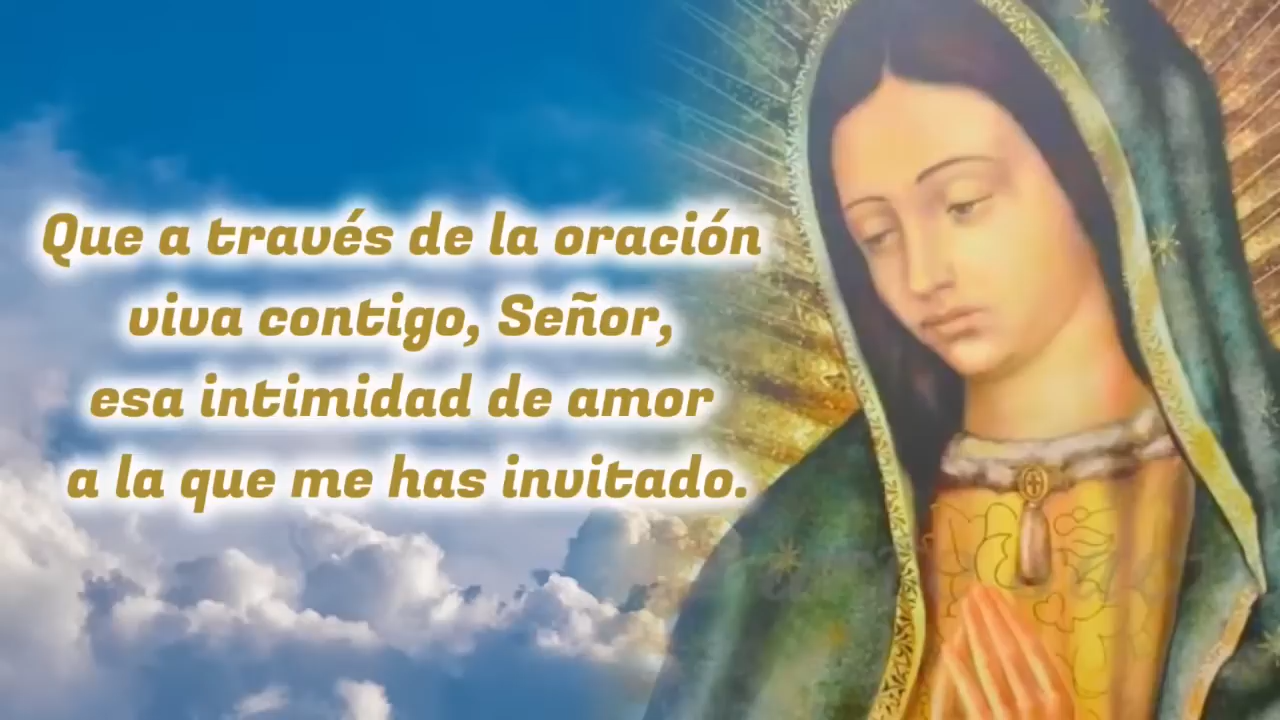 Que a través de la oración
viva contigo, Señor,
esa intimidad de amor
a la que me has invitado.